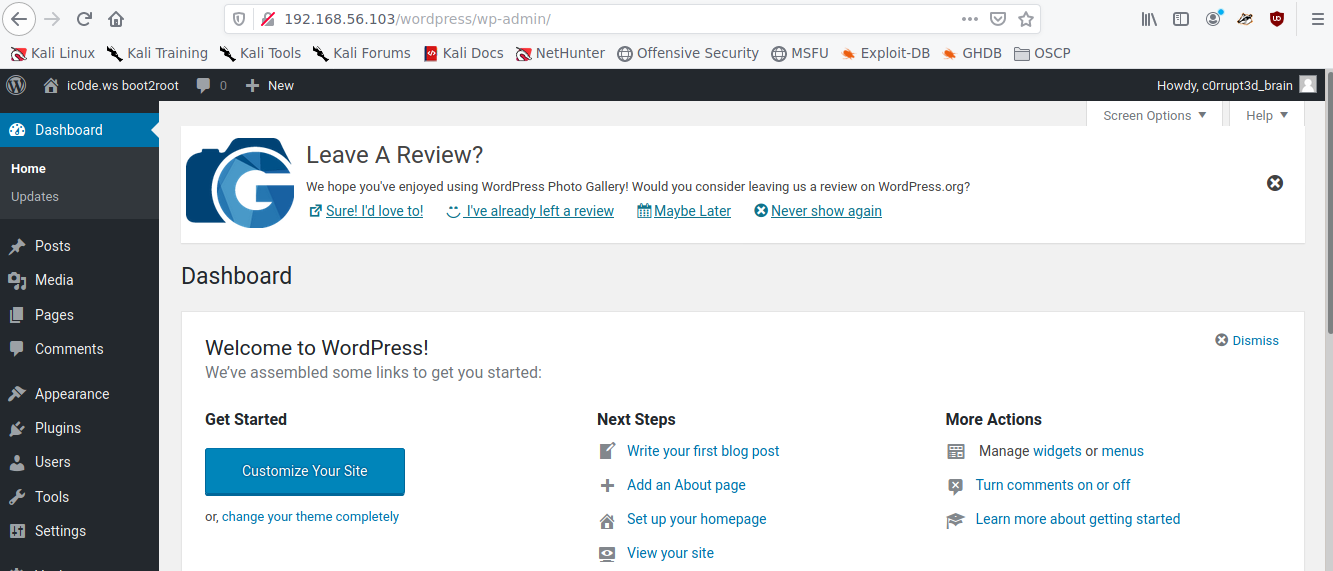 192.168.56.103/wordpress/wp-admin/
Kali Linux Kali Training Kali Tools Kali Forums Kali Docs NetHunter Offensive Security MSFU Exploit-DB GHDB OSCP
ic0de.ws boot2root 0 New Howdy, c0rrupt3d_brain
Screen Options Help
Dashboard
Home
Updates
Posts
Media
Pages
Comments
Appearance
Plugins
Users
Tools
Settings
Leave A Review?
We hope you've enjoyed using WordPress Photo Gallery! Would you consider leaving us a review on WordPress.org?
Sure! I'd love to! I've already left a review Maybe Later Never show again
Dashboard
Welcome to WordPress!
Dismiss
We've assembled some links to get you started:
Get Started
Customize Your Site
or, change your theme completely
Next Steps
Write your first blog post
Add an About page
Set up your homepage
View your site
More Actions
Manage widgets or menus
Turn comments on or off
Learn more about getting started